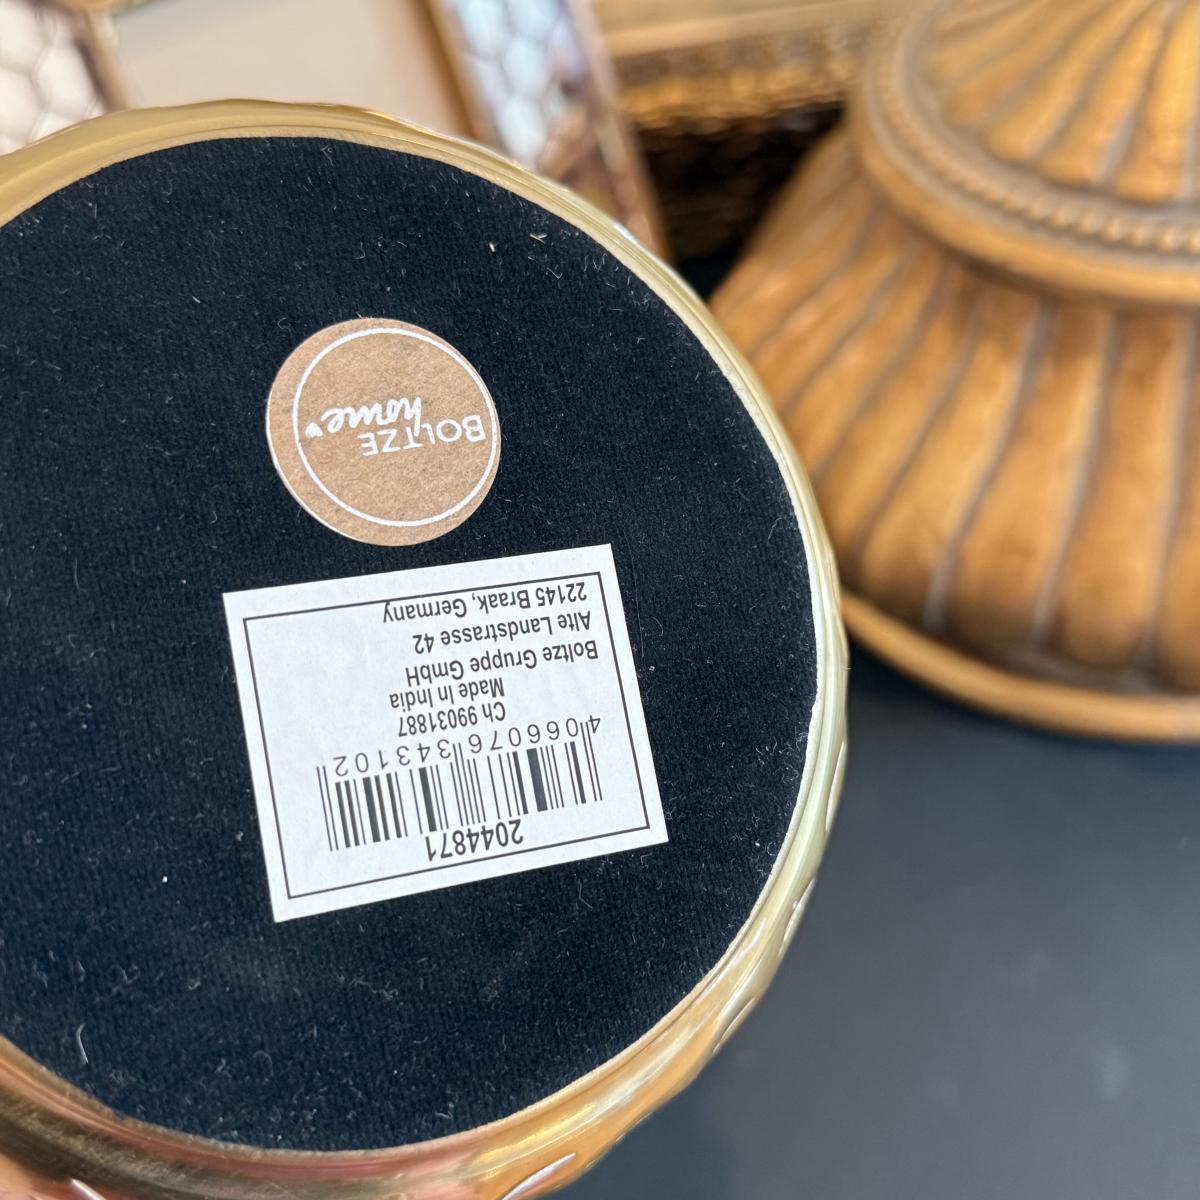 BOLTZE
home
2044871
4 066076 343102
Ch 99031887
Made In India
Boltze Gruppe GmbH
Alte Landstrasse 42
22145 Braak, Germany